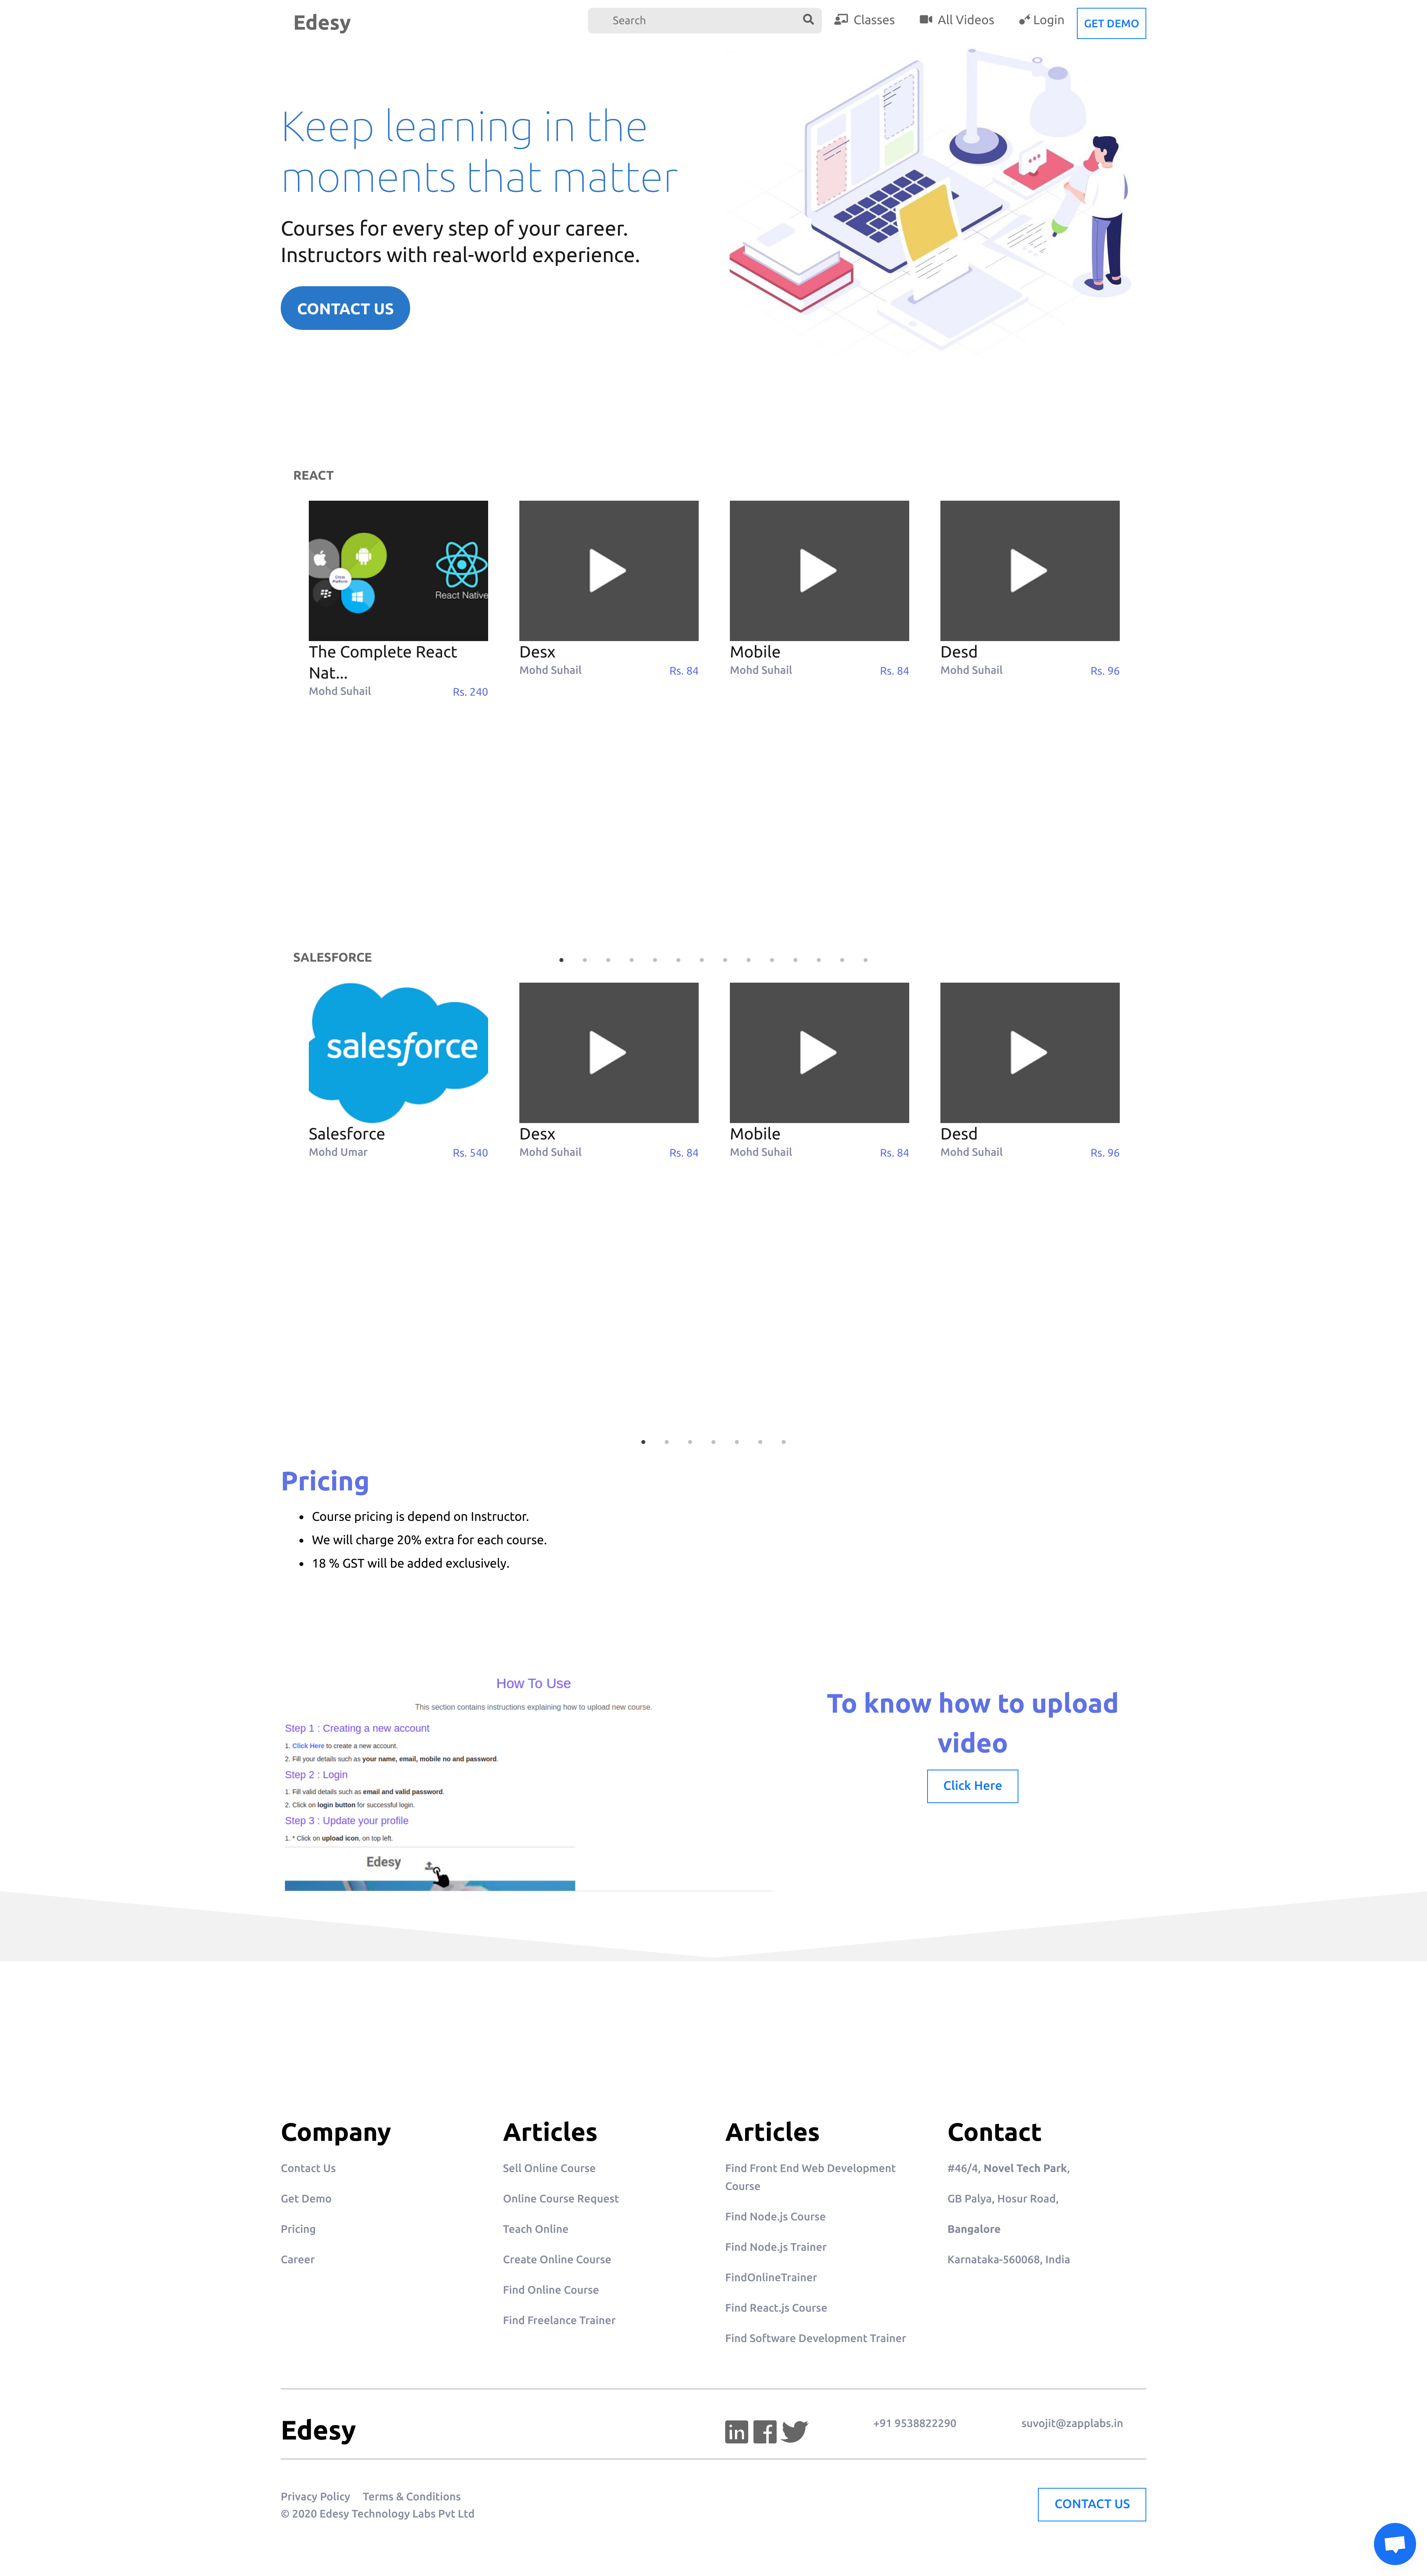 Edesy
Search
Classes
All Videos
Login
GET DEMO
Keep learning in the
moments that matter
Courses for every step of your career.
Instructors with real-world experience.
CONTACT US
REACT
React Native
The Complete React
Nat...
Mohd Suhail
Rs. 240
Desx
Mohd Suhail
Rs. 84
Mobile
Mohd Suhail
Rs. 84
Desd
Mohd Suhail
Rs. 96
SALESFORCE
salesforce
Salesforce
Mohd Umar
Rs. 540
Desx
Mohd Suhail
Rs. 84
Mobile
Mohd Suhail
Rs. 84
Desd
Mohd Suhail
Rs. 96
Pricing
Course pricing is depend on Instructor.
We will charge 20% extra for each course.
18 % GST will be added exclusively.
How To Use
This section contains instructions explaining how to upload new course.
Step 1 : Creating a new account
1. Click Here to create a new account.
2. Fill your details such as your name, email, mobile no and password.
Step 2 : Login
1. Fill valid details such as email and valid password.
2. Click on login button for successful login.
Step 3 : Update your profile
1. * Click on upload icon, on top left.
Edesy
To know how to upload
video
Click Here
Company
Contact Us
Get Demo
Pricing
Career
Articles
Sell Online Course
Online Course Request
Teach Online
Create Online Course
Find Online Course
Find Freelance Trainer
Articles
Find Front End Web Development
Course
Find Node.js Course
Find Node.js Trainer
FindOnlineTrainer
Find React.js Course
Find Software Development Trainer
Contact
#46/4, Novel Tech Park,
GB Palya, Hosur Road,
Bangalore
Karnataka-560068, India
Edesy
+91 9538822290
suvojit@zapplabs.in
Privacy Policy
Terms & Conditions
© 2020 Edesy Technology Labs Pvt Ltd
CONTACT US